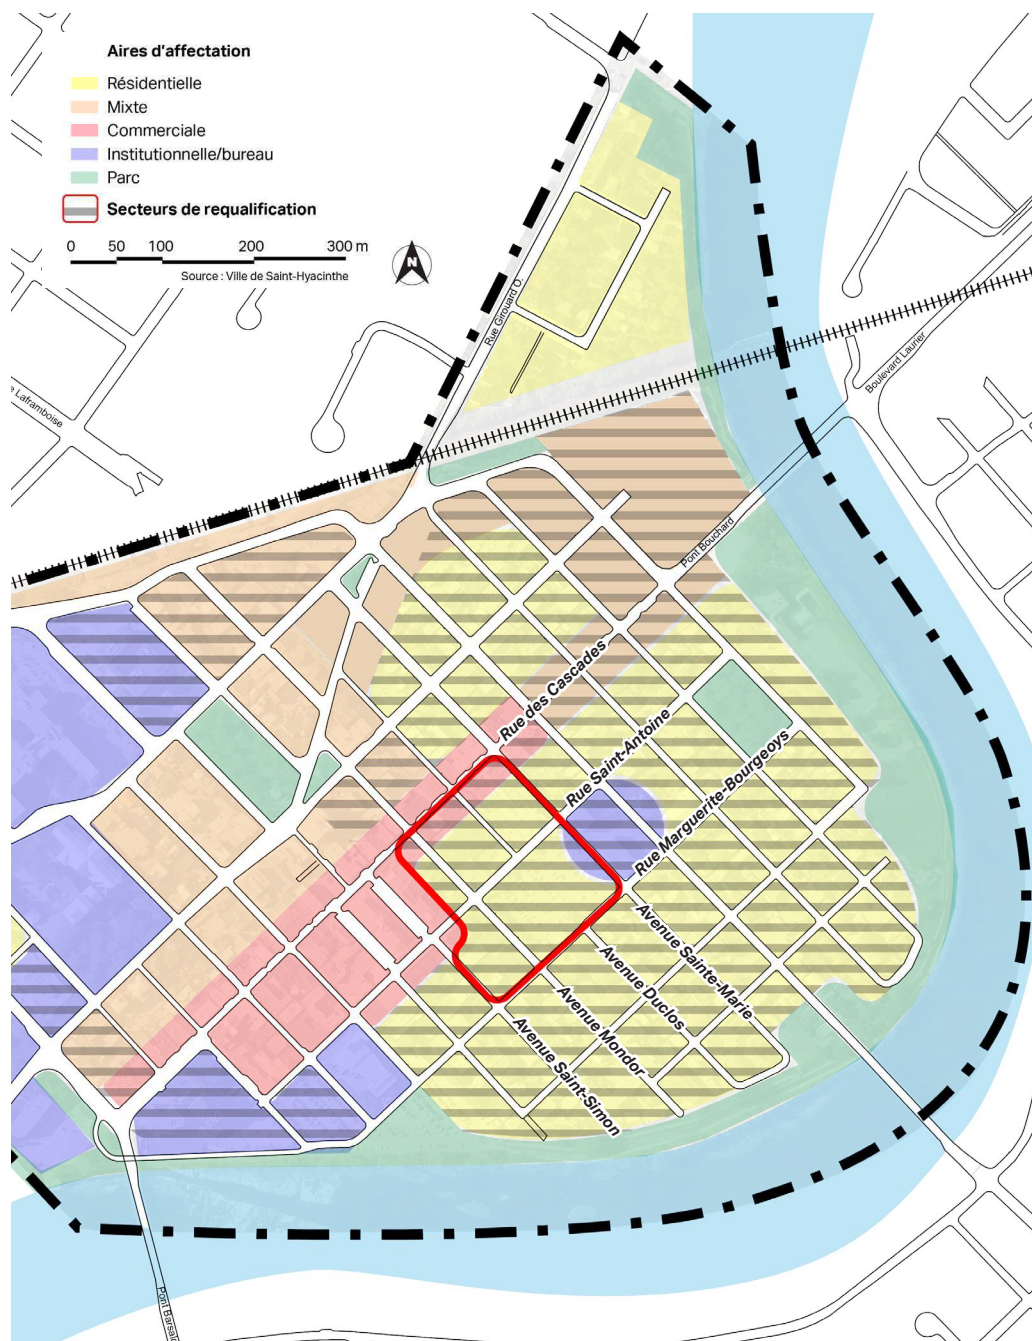 Aires d'affectation
Résidentielle
Mixte
Commerciale
Institutionnelle/bureau
Parc
Secteurs de requalification
0 50 100 200 300 m
Source : Ville de Saint-Hyacinthe
N
Rue Girouard O.
Boulevard Laurier
Laframboise
Pont Bouchard
Rue des Cascades
Rue Saint-Antoine
Rue Marguerite-Bourgeoys
Avenue Sainte-Marie
Avenue Duclos
Avenue Mondor
Avenue Saint-Simon
Pont Barsalo